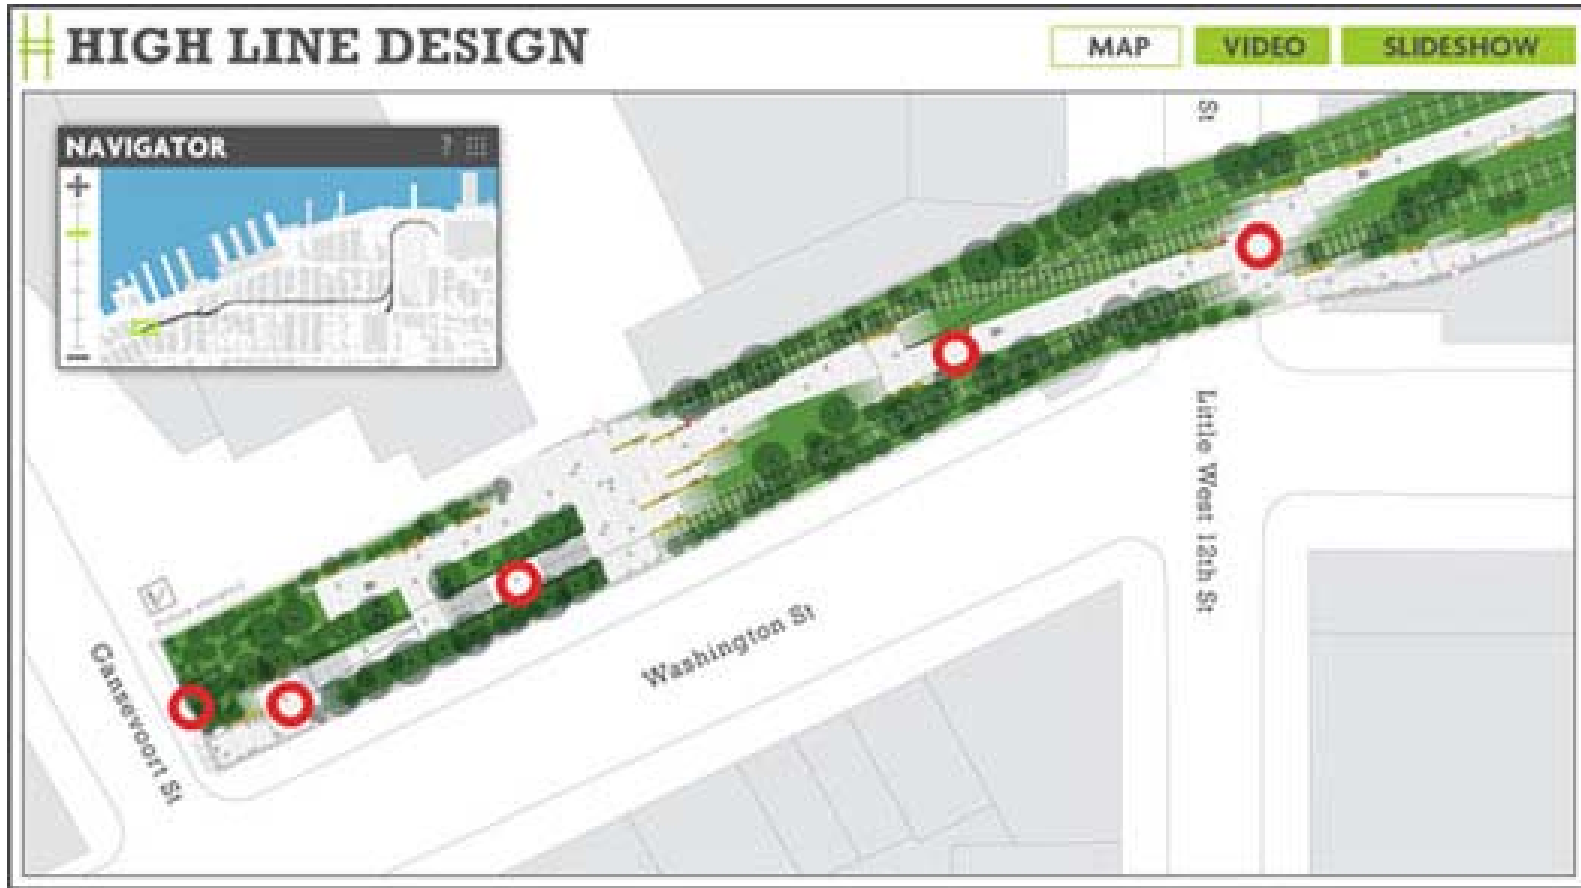 HIGH LINE DESIGN
MAP
VIDEO
SLIDESHOW
NAVIGATOR
?
St
Little West 12th St
Washington St
Gansevoort St